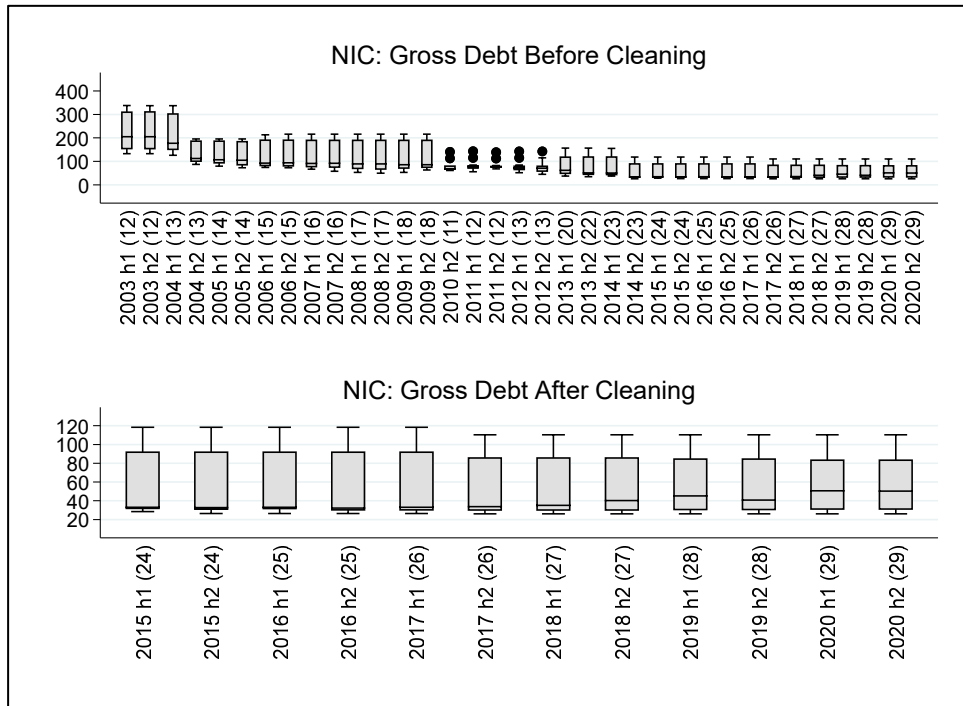 NIC: Gross Debt Before Cleaning
400
300
200
100
0
2003 h1 (12)
2003 h2 (12)
2004 h1 (13)
2004 h2 (13)
2005 h1 (14)
2005 h2 (14)
2006 h1 (15)
2006 h2 (15)
2007 h1 (16)
2007 h2 (16)
2008 h1 (17)
2008 h2 (17)
2009 h1 (18)
2009 h2 (18)
2010 h2 (11)
2011 h1 (12)
2011 h2 (12)
2012 h1 (13)
2012 h2 (13)
2013 h1 (20)
2013 h2 (22)
2014 h1 (23)
2014 h2 (23)
2015 h1 (24)
2015 h2 (24)
2016 h1 (25)
2016 h2 (25)
2017 h1 (26)
2017 h2 (26)
2018 h1 (27)
2018 h2 (27)
2019 h1 (28)
2019 h2 (28)
2020 h1 (29)
2020 h2 (29)
NIC: Gross Debt After Cleaning
120
100
80
60
40
20
2015 h1 (24)
2015 h2 (24)
2016 h1 (25)
2016 h2 (25)
2017 h1 (26)
2017 h2 (26)
2018 h1 (27)
2018 h2 (27)
2019 h1 (28)
2019 h2 (28)
2020 h1 (29)
2020 h2 (29)